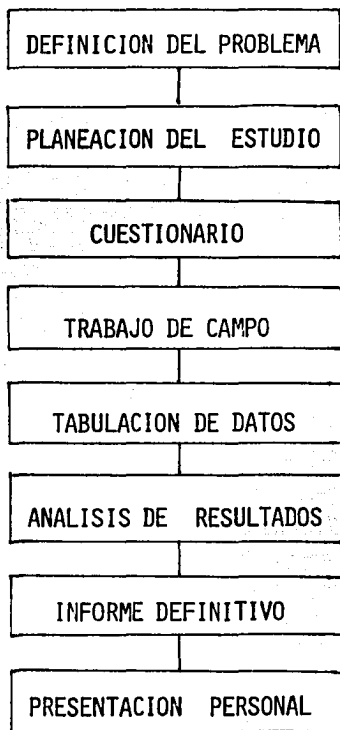 DEFINICION DEL PROBLEMA
PLANEACION DEL ESTUDIO
CUESTIONARIO
TRABAJO DE CAMPO
TABULACION DE DATOS
ANALISIS DE RESULTADOS
INFORME DEFINITIVO
PRESENTACION PERSONAL